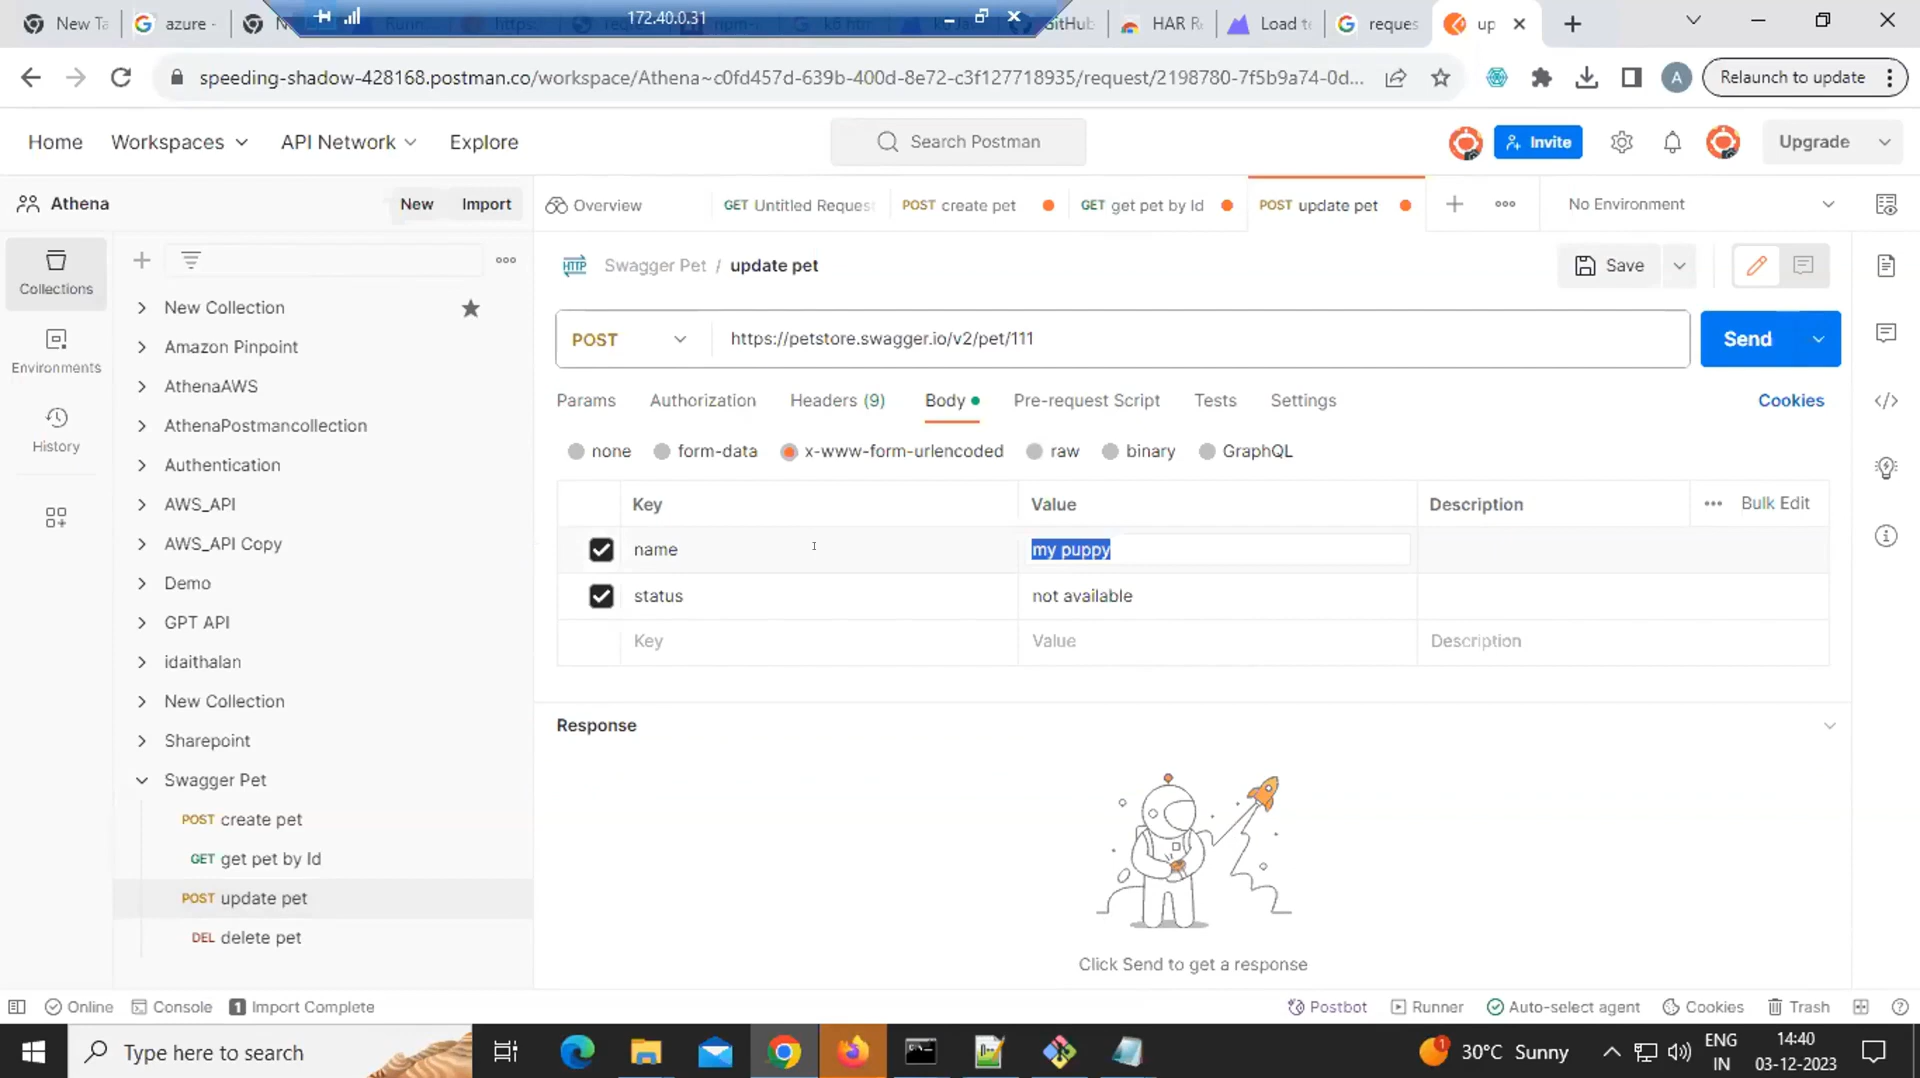 New Ta
azure -
172.40.0.31
GitHub
HAR R
Load te
reques
up
speeding-shadow-428168.postman.co/workspace/Athena~c0fd457d-639b-400d-8e72-c3f127718935/request/2198780-7f5b9a74-0d...
A
Relaunch to update
Home
Workspaces
API Network
Explore
Search Postman
Invite
Upgrade
Athena
New
Import
Overview
GET Untitled Reques
POST create pet
GET get pet by Id
POST update pet
No Environment
Collections
Environments
History
New Collection
Amazon Pinpoint
AthenaAWS
AthenaPostmancollection
Authentication
AWS_API
AWS_API Copy
Demo
GPT API
idaithalan
New Collection
Sharepoint
Swagger Pet
POST create pet
GET get pet by Id
POST update pet
DEL delete pet
HTTP
Swagger Pet / update pet
Save
POST
https://petstore.swagger.io/v2/pet/111
Send
Params
Authorization
Headers (9)
Body
Pre-request Script
Tests
Settings
Cookies
none
form-data
x-www-form-urlencoded
raw
binary
GraphQL
Key
Value
Description
Bulk Edit
name
my puppy
status
not available
Key
Value
Description
Response
Click Send to get a response
Online
Console
1 Import Complete
Postbot
Runner
Auto-select agent
Cookies
Trash
Type here to search
1
30°C Sunny
ENG
IN
14:40
03-12-2023